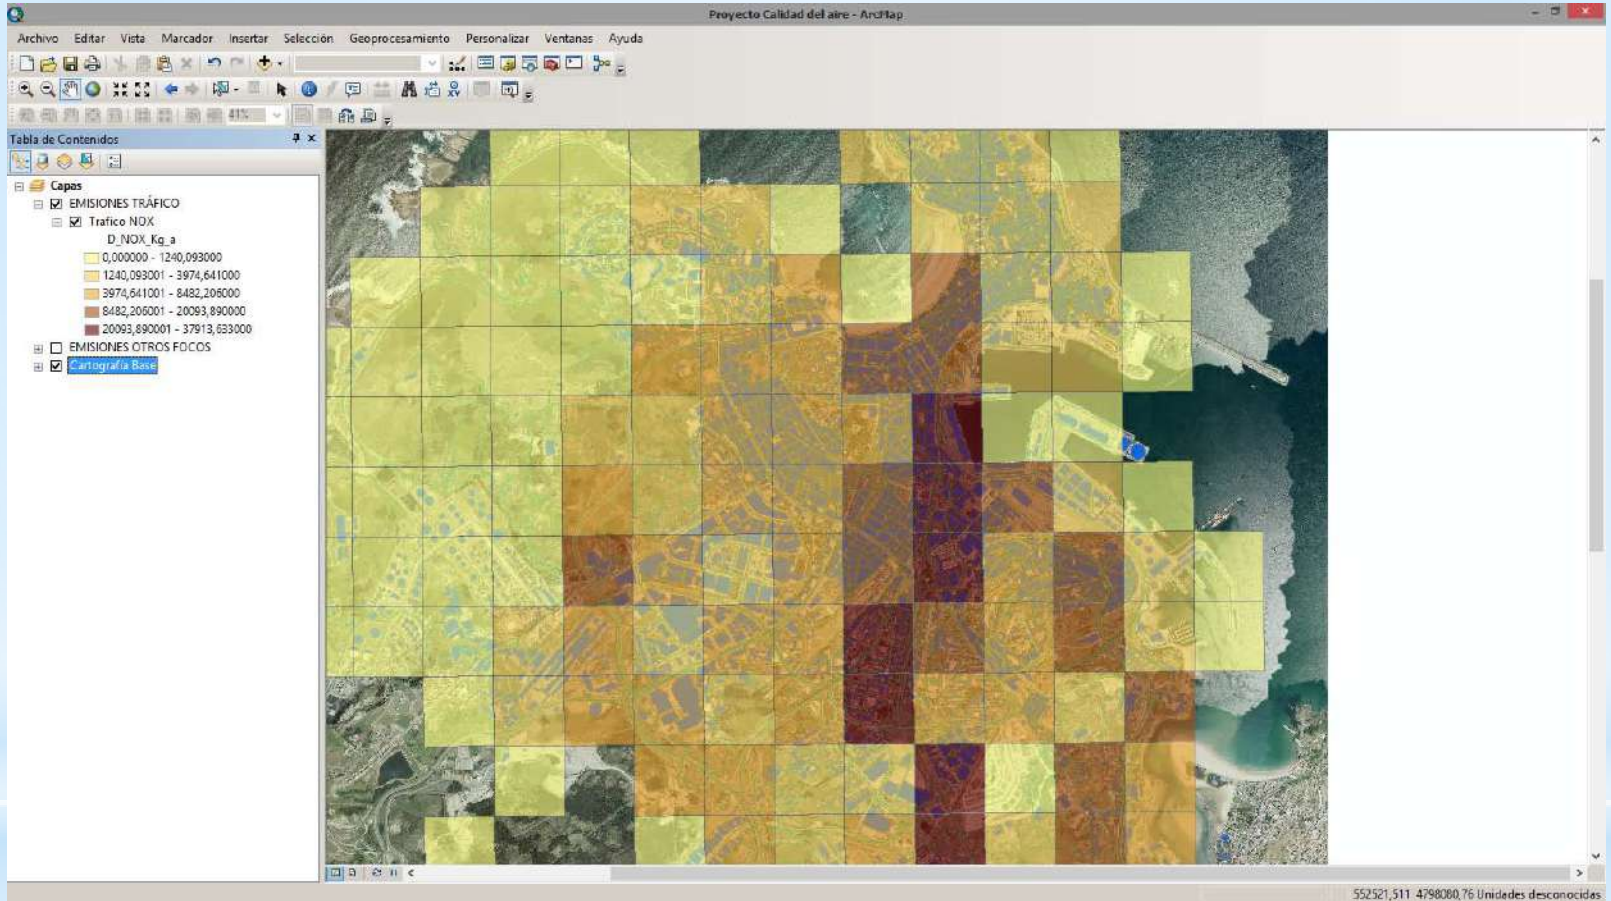 Proyecto Calidad del aire - ArcMap
Archivo Editar Vista Marcador Insertar Selección Geoprocesamiento Personalizar Ventanas Ayuda
41%
Tabla de Contenidos
Capas
EMISIONES TRÁFICO
Trafico NOX
D_NOX_Kg_a
0,000000 - 1240,093000
1240,093001 - 3974,641000
3974,641001 - 8482,206000
8482,206001 - 20093,890000
20093,890001 - 37913,633000
EMISIONES OTROS FOCOS
Cartografía Base
552521,511 4798080,76 Unidades desconocidas